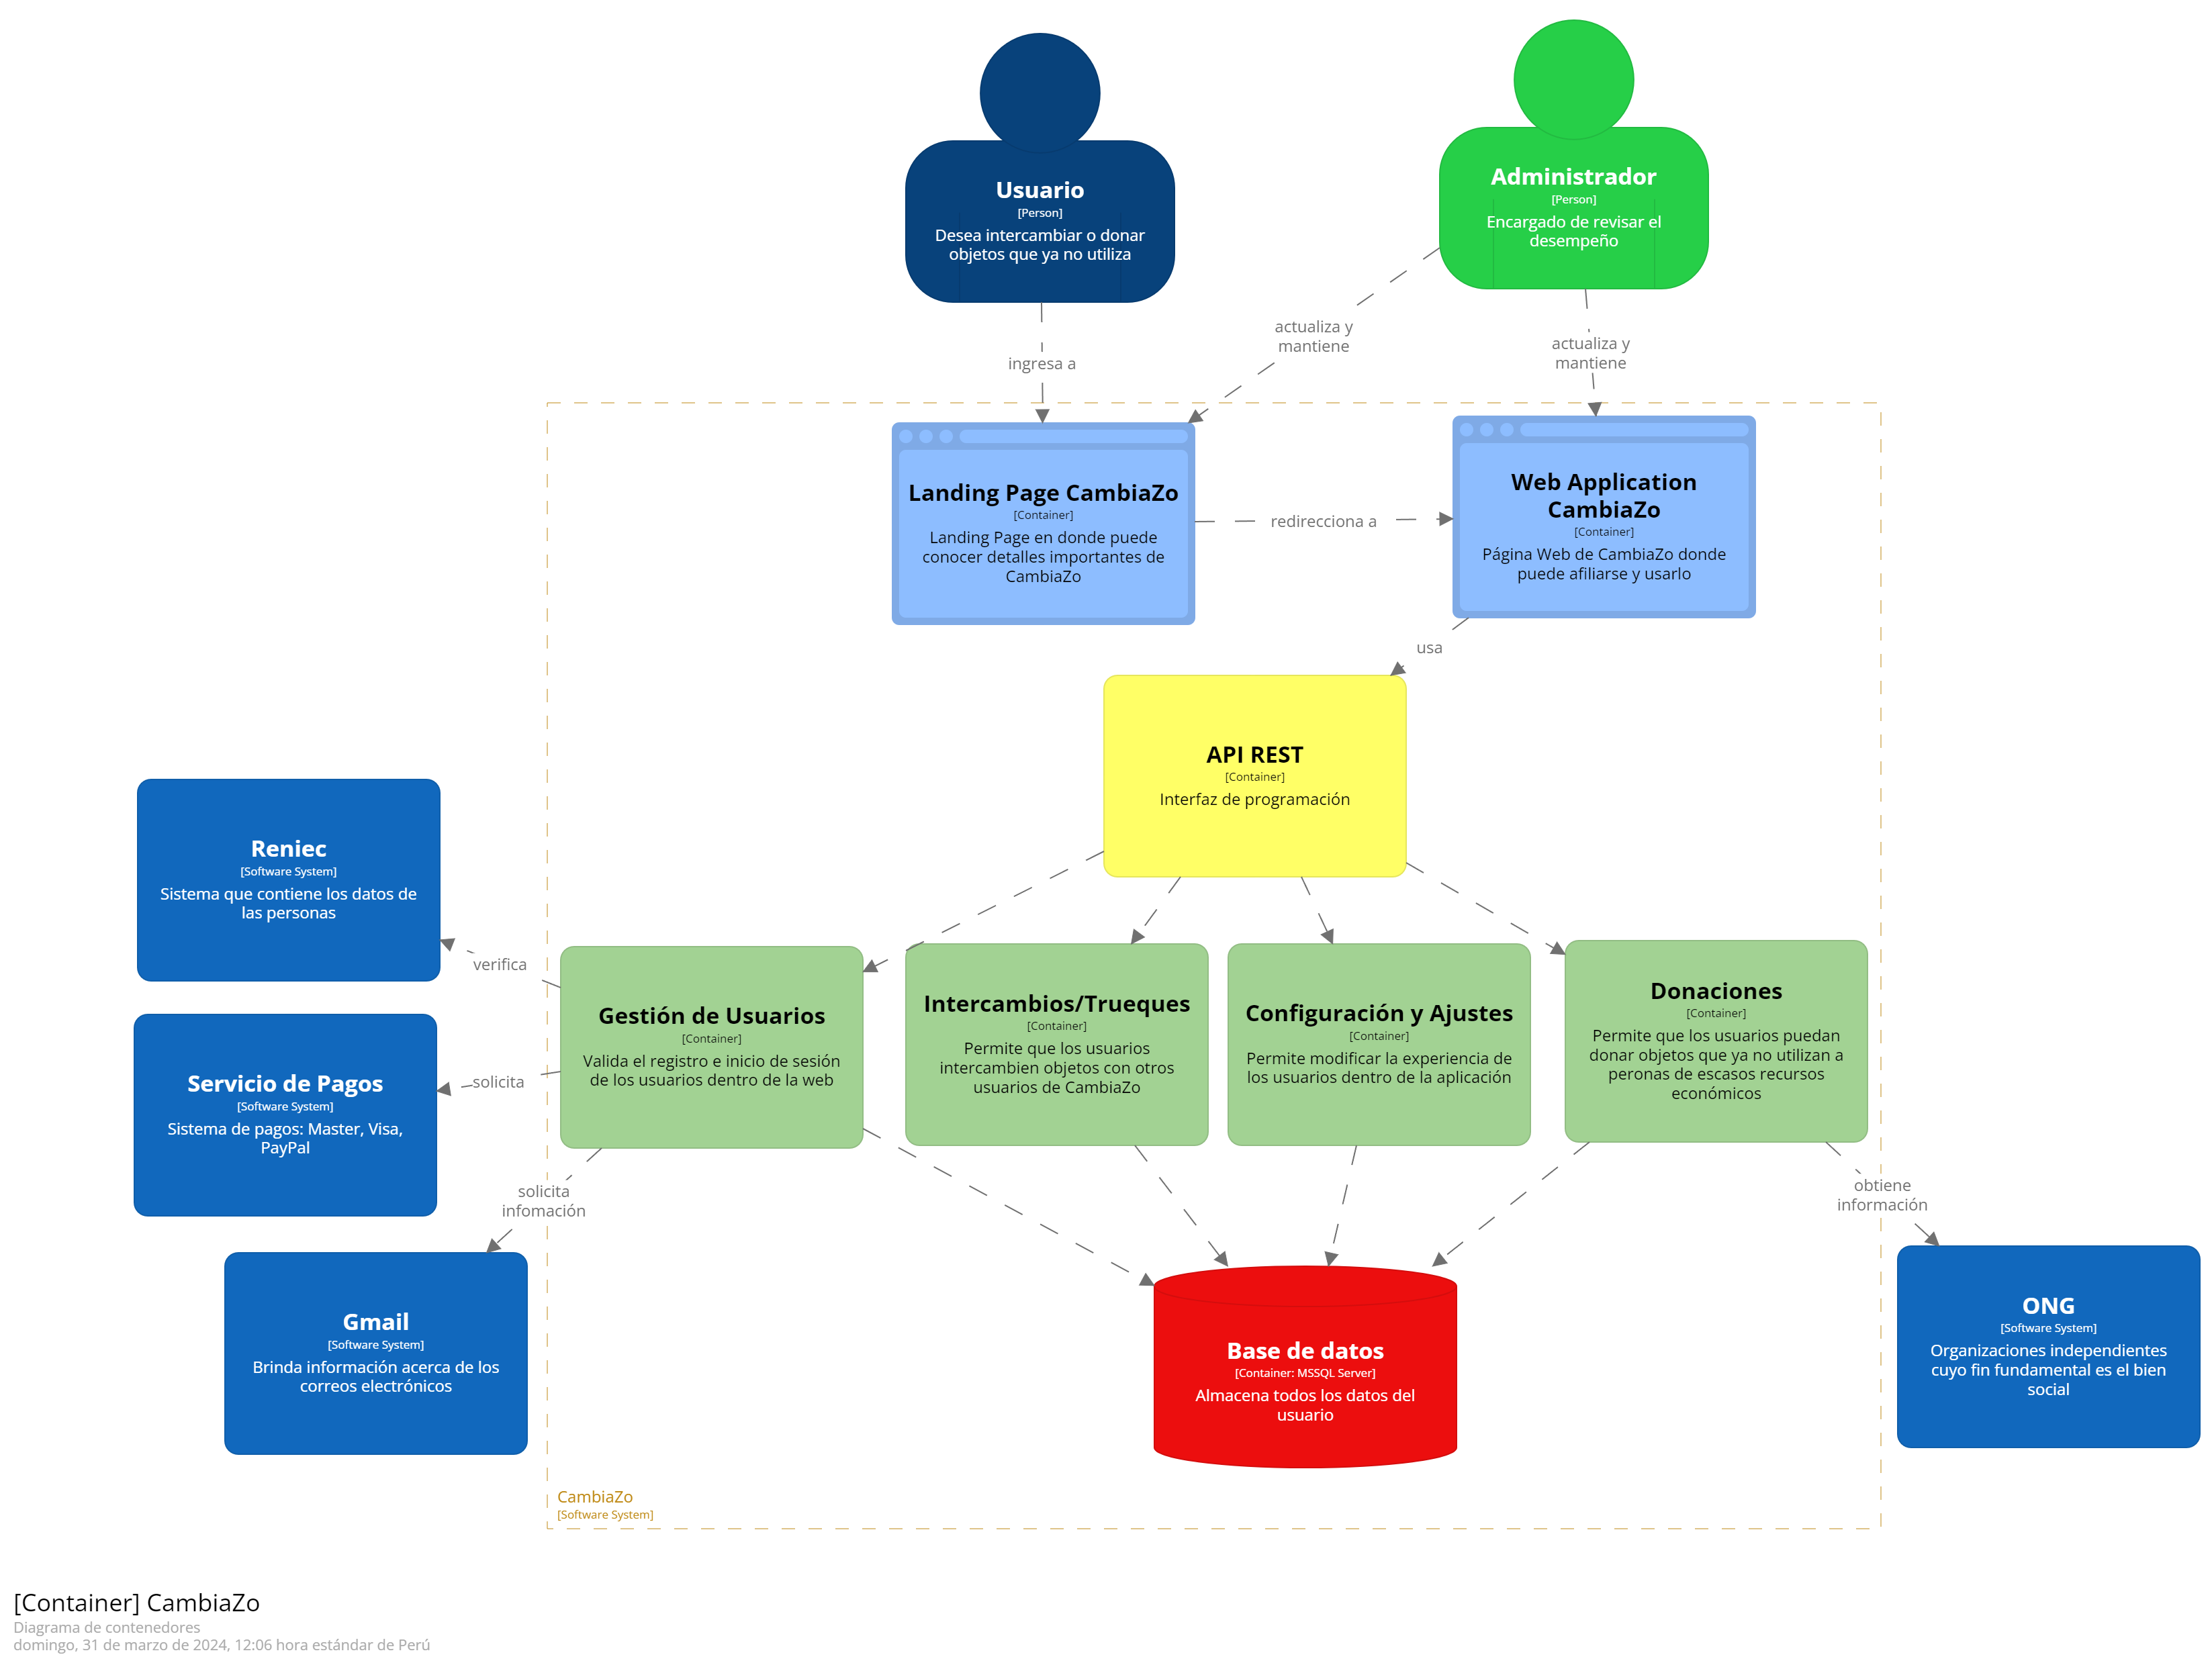 Usuario
[Person]
Desea intercambiar o donar
objetos que ya no utiliza
Administrador
[Person]
Encargado de revisar el
desempeño
ingresa a
actualiza y
mantiene
actualiza y
mantiene
Landing Page CambiaZo
[Container]
Landing Page en donde puede
conocer detalles importantes de
CambiaZo
redirecciona a
Web Application
CambiaZo
[Container]
Página Web de CambiaZo donde
puede afiliarse y usarlo
usa
API REST
[Container]
Interfaz de programación
Reniec
[Software System]
Sistema que contiene los datos de
las personas
verifica
Servicio de Pagos
[Software System]
Sistema de pagos: Master, Visa,
PayPal
solicita
Gestión de Usuarios
[Container]
Valida el registro e inicio de sesión
de los usuarios dentro de la web
Intercambios/Trueques
[Container]
Permite que los usuarios
intercambien objetos con otros
usuarios de CambiaZo
Configuración y Ajustes
[Container]
Permite modificar la experiencia de
los usuarios dentro de la aplicación
Donaciones
[Container]
Permite que los usuarios puedan
donar objetos que ya no utilizan a
peronas de escasos recursos
económicos
solicita
infomación
obtiene
información
Gmail
[Software System]
Brinda información acerca de los
correos electrónicos
Base de datos
[Container: MSSQL Server]
Almacena todos los datos del
usuario
ONG
[Software System]
Organizaciones independientes
cuyo fin fundamental es el bien
social
CambiaZo
[Software System]
[Container] CambiaZo
Diagrama de contenedores
domingo, 31 de marzo de 2024, 12:06 hora estándar de Perú